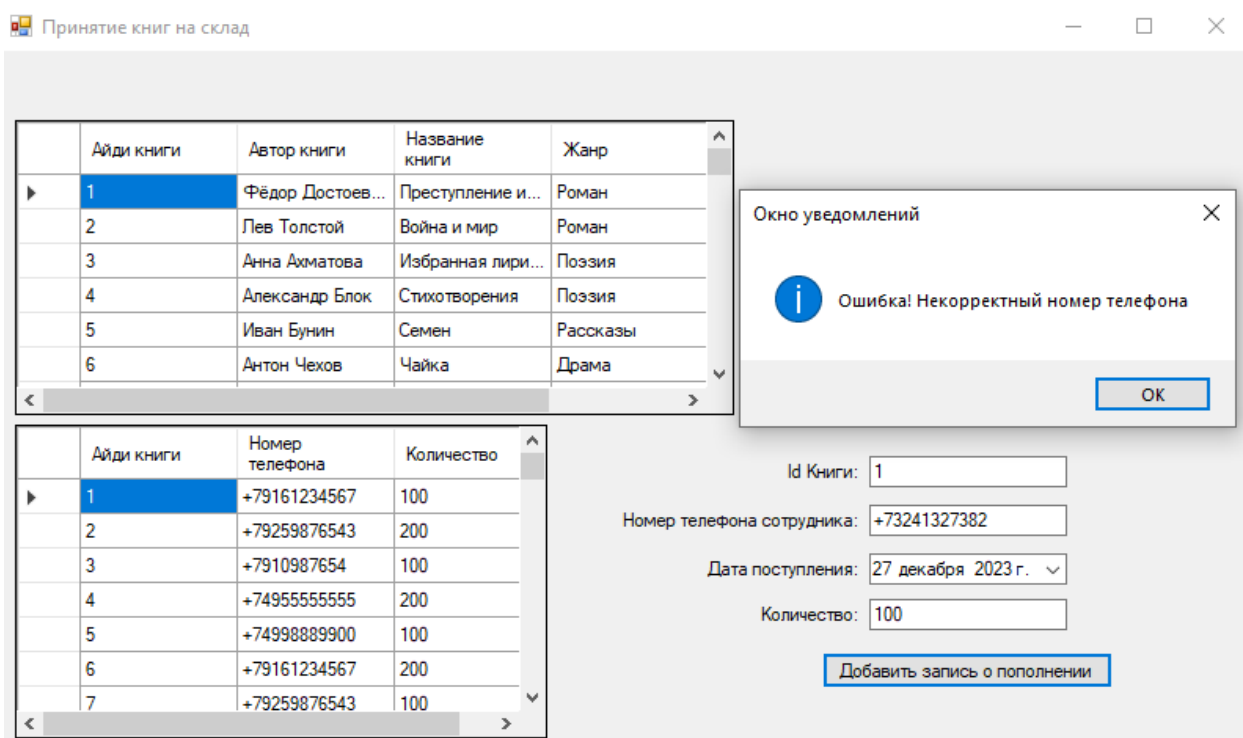 Принятие книг на склад
Айди книги Автор книги Название книги Жанр
1 Фёдор Достоев... Преступление и... Роман
2 Лев Толстой Война и мир Роман
3 Анна Ахматова Избранная лири... Поэзия
4 Александр Блок Стихотворения Поэзия
5 Иван Бунин Семен Рассказы
6 Антон Чехов Чайка Драма
Окно уведомлений
Ошибка! Некорректный номер телефона
OK
Айди книги Номер телефона Количество
1 +79161234567 100
2 +79259876543 200
3 +7910987654 100
4 +74955555555 200
5 +74998889900 100
6 +79161234567 200
7 +79259876543 100
Id Книги: 1
Номер телефона сотрудника: +73241327382
Дата поступления: 27 декабря 2023 г.
Количество: 100
Добавить запись о пополнении